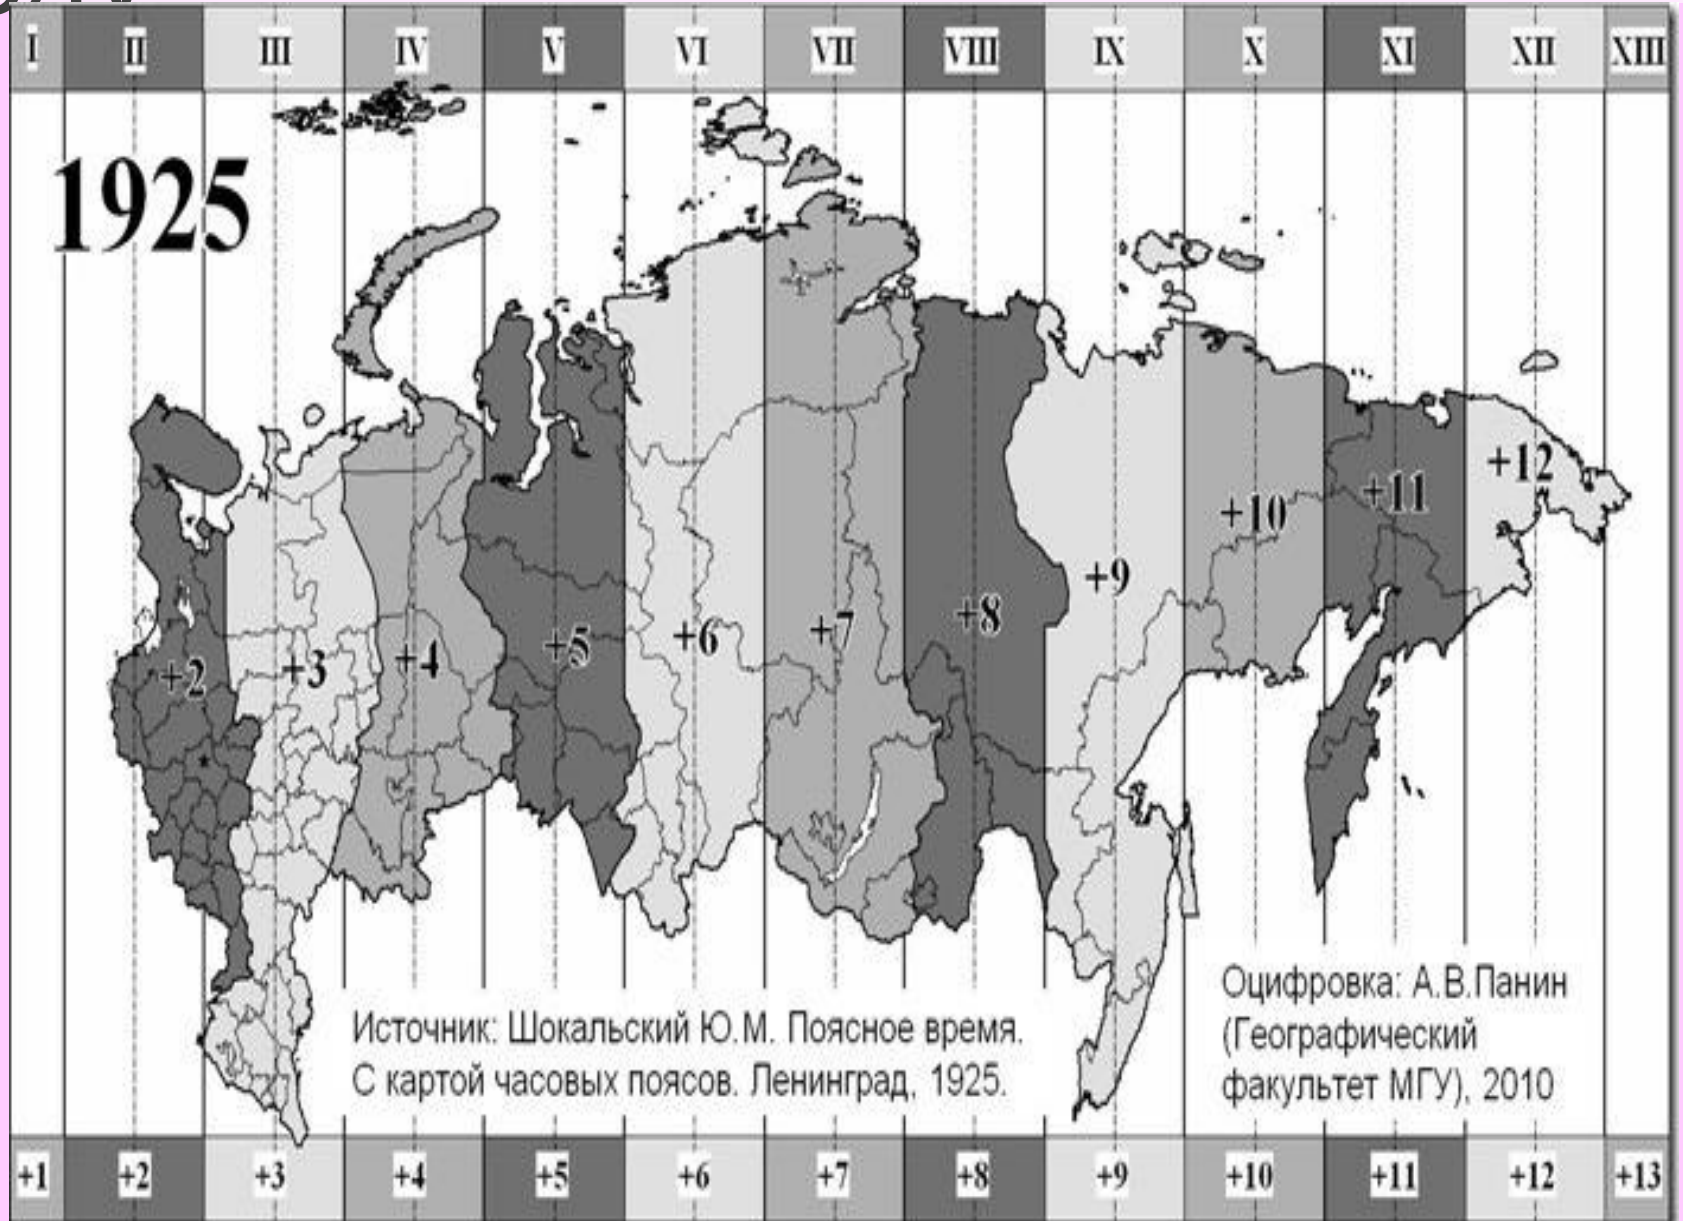 I II III IV V VI VII VIII IX X XI XII XIII
1925
+12
+11
+10
+9
+8
+7
+6
+5
+4
+3
+2
Источник: Шокальский Ю.М. Поясное время.
С картой часовых поясов. Ленинград, 1925.
Оцифровка: А.В.Панин
(Географический
факультет МГУ), 2010
+1 +2 +3 +4 +5 +6 +7 +8 +9 +10 +11 +12 +13